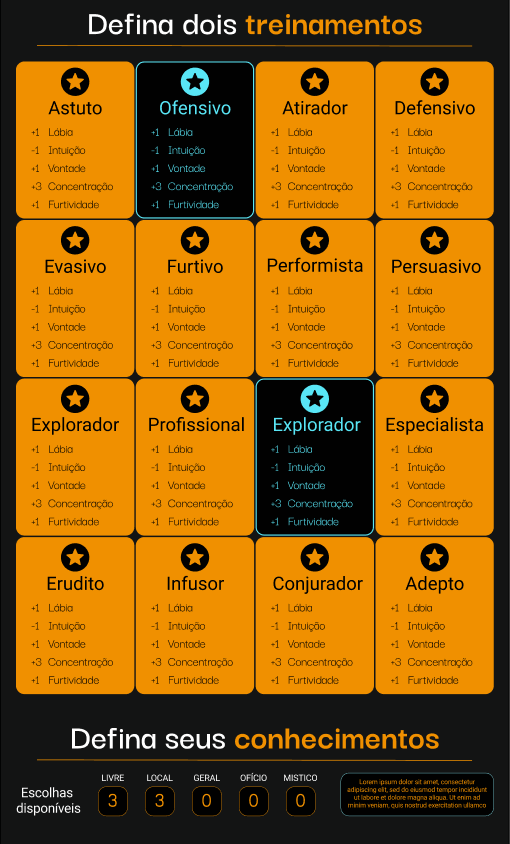 Defina dois treinamentos
Astuto
+1 Lábia
-1 Intuição
+1 Vontade
+3 Concentração
+1 Furtividade
Ofensivo
+1 Lábia
-1 Intuição
+1 Vontade
+3 Concentração
+1 Furtividade
Atirador
+1 Lábia
-1 Intuição
+1 Vontade
+3 Concentração
+1 Furtividade
Defensivo
+1 Lábia
-1 Intuição
+1 Vontade
+3 Concentração
+1 Furtividade
Evasivo
+1 Lábia
-1 Intuição
+1 Vontade
+3 Concentração
+1 Furtividade
Furtivo
+1 Lábia
-1 Intuição
+1 Vontade
+3 Concentração
+1 Furtividade
Performista
+1 Lábia
-1 Intuição
+1 Vontade
+3 Concentração
+1 Furtividade
Persuasivo
+1 Lábia
-1 Intuição
+1 Vontade
+3 Concentração
+1 Furtividade
Explorador
+1 Lábia
-1 Intuição
+1 Vontade
+3 Concentração
+1 Furtividade
Profissional
+1 Lábia
-1 Intuição
+1 Vontade
+3 Concentração
+1 Furtividade
Explorador
+1 Lábia
-1 Intuição
+1 Vontade
+3 Concentração
+1 Furtividade
Especialista
+1 Lábia
-1 Intuição
+1 Vontade
+3 Concentração
+1 Furtividade
Erudito
+1 Lábia
-1 Intuição
+1 Vontade
+3 Concentração
+1 Furtividade
Infusor
+1 Lábia
-1 Intuição
+1 Vontade
+3 Concentração
+1 Furtividade
Conjurador
+1 Lábia
-1 Intuição
+1 Vontade
+3 Concentração
+1 Furtividade
Adepto
+1 Lábia
-1 Intuição
+1 Vontade
+3 Concentração
+1 Furtividade
Defina seus conhecimentos
Escolhas
disponíveis
LIVRE LOCAL GERAL OFÍCIO MISTICO
3 3 0 0 0
Lorem ipsum dolor sit amet, consectetur
adipiscing elit, sed do eiusmod tempor incididunt
ut labore et dolore magna aliqua. Ut enim ad
minim veniam, quis nostrud exercitation ullamco